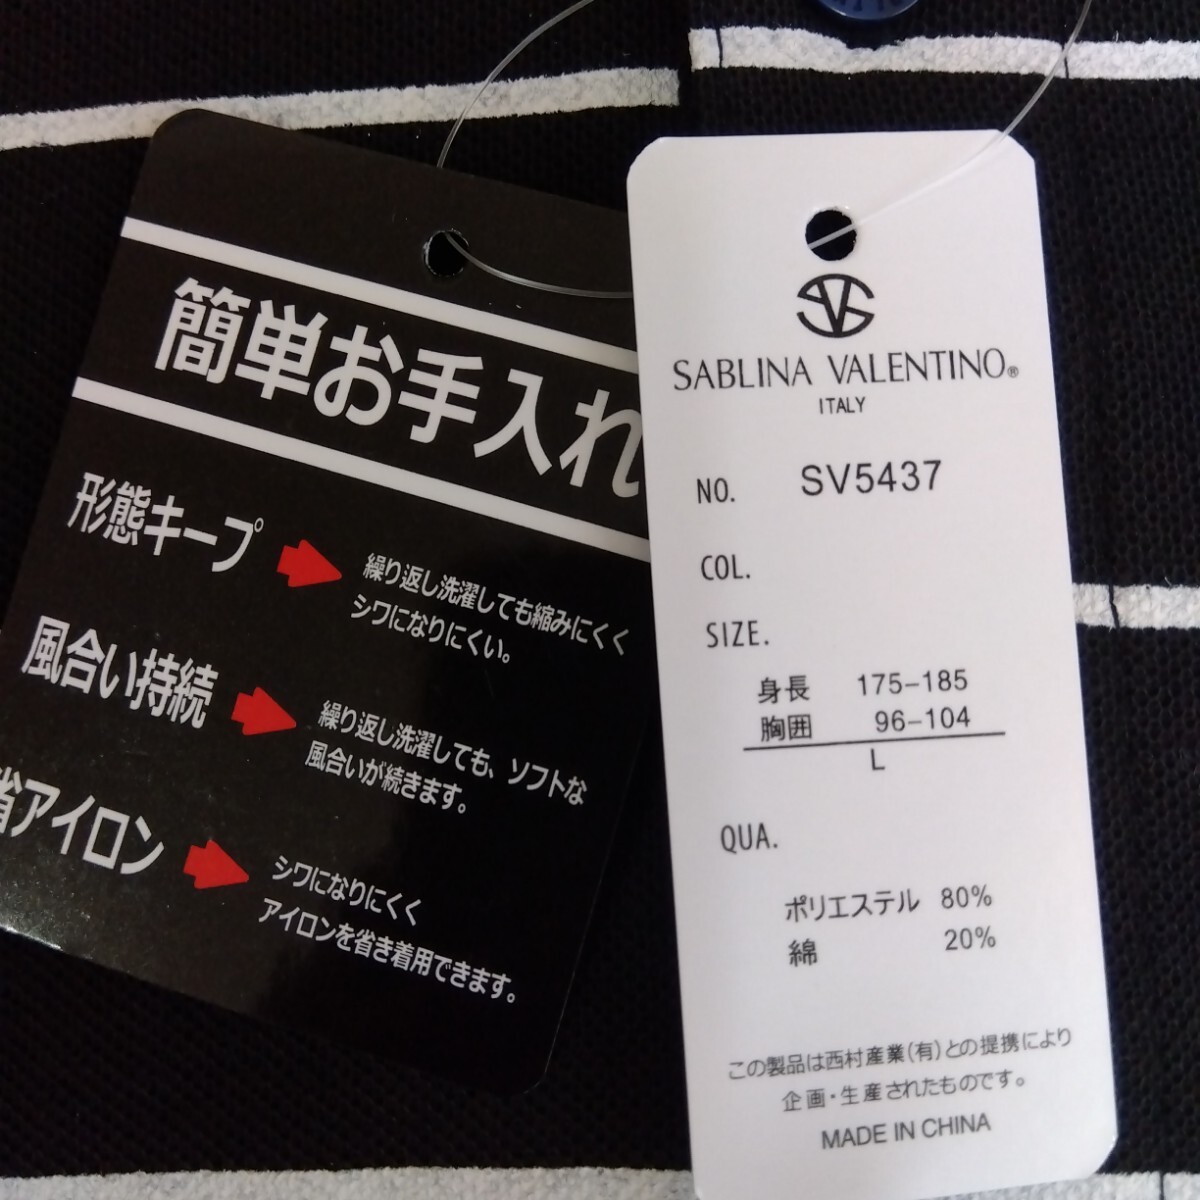 簡単お手入れ
形態キープ
繰り返し洗濯しても縮みにくく
シワになりにくい。
風合い持続
繰り返し洗濯しても、ソフトな
風合いが続きます。
省アイロン
シワになりにくく
アイロンを省き着用できます。
SVS
SABLINA VALENTINO®
ITALY
NO. SV5437
COL.
SIZE.
身長 175-185
胸囲 96-104
L
QUA.
ポリエステル 80%
綿 20%
この製品は西村産業(有)との提携により
企画・生産されたものです。
MADE IN CHINA